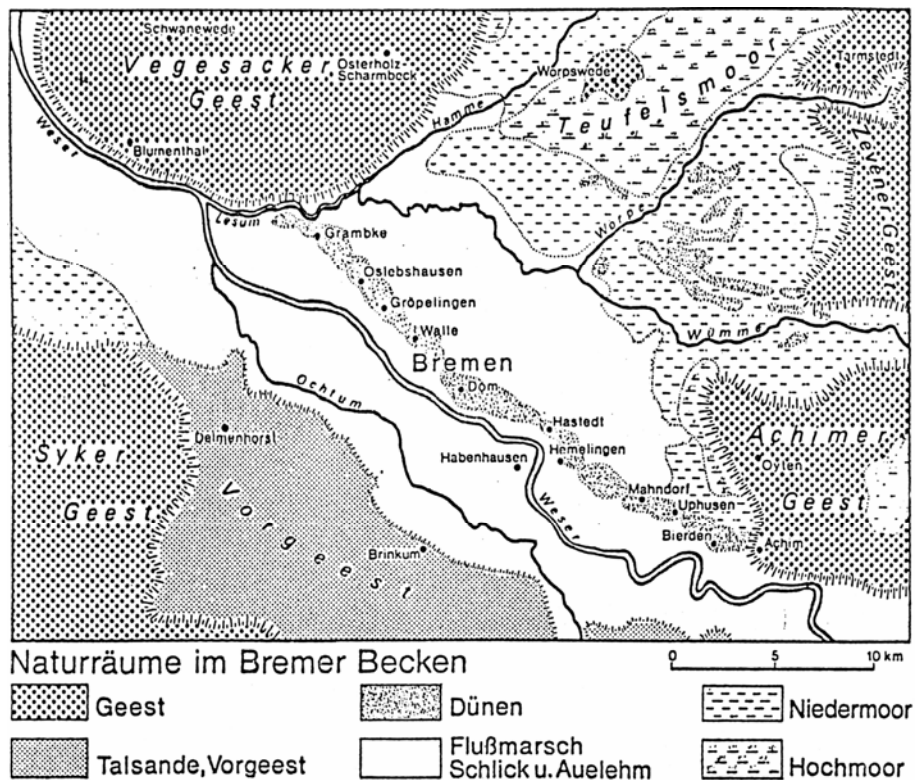 Schwanewede
Vegesacker
Geest
Osterholz
Scharmbeck
Worpswede
Teufelsmoor
Tarmstedt
Hamme
Weser
Blumenthal
Zevener Geest
Lesum
Grambke
Worpe
Oslebshausen
Gröpelingen
Walle
Wümme
Bremen
Dom
Ochtum
Delmenhorst
Hastedt
Achimer
Geest
Syker
Geest
Habenhausen
Hemelingen
Oyten
Vorgeest
Weser
Mahndorf
Uphusen
Bierden
Achim
Brinkum
Naturräume im Bremer Becken
0 5 10 km
Geest
Dünen
Niedermoor
Talsande, Vorgeest
Flußmarsch
Schlick u. Auelehm
Hochmoor